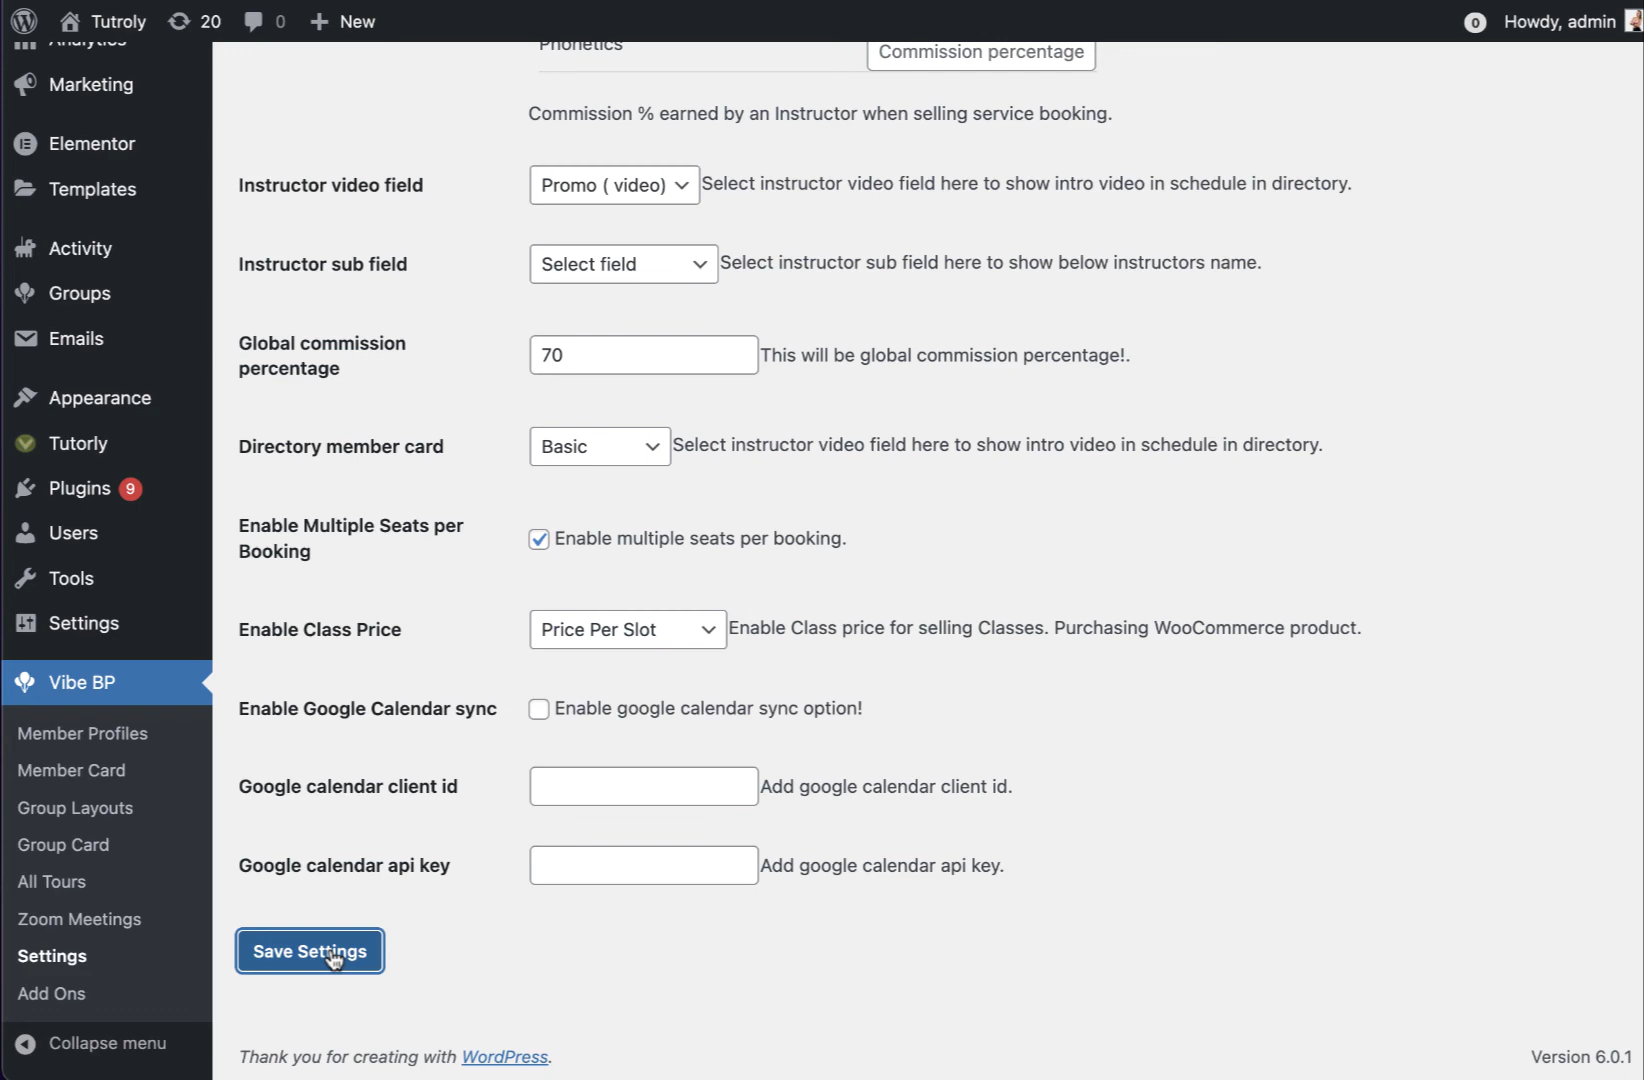 Tutroly 20 0 New 0 Howdy, admin
Analytics
Marketing
Elementor
Templates
Activity
Groups
Emails
Appearance
Tutorly
Plugins 9
Users
Tools
Settings
Vibe BP
Member Profiles
Member Card
Group Layouts
Group Card
All Tours
Zoom Meetings
Settings
Add Ons
Collapse menu
Phonetics Commission percentage
Commission % earned by an Instructor when selling service booking.
Instructor video field Promo ( video) Select instructor video field here to show intro video in schedule in directory.
Instructor sub field Select field Select instructor sub field here to show below instructors name.
Global commission
percentage 70 This will be global commission percentage!.
Directory member card Basic Select instructor video field here to show intro video in schedule in directory.
Enable Multiple Seats per
Booking Enable multiple seats per booking.
Enable Class Price Price Per Slot Enable Class price for selling Classes. Purchasing WooCommerce product.
Enable Google Calendar sync Enable google calendar sync option!
Google calendar client id Add google calendar client id.
Google calendar api key Add google calendar api key.
Save Settings
Thank you for creating with WordPress. Version 6.0.1